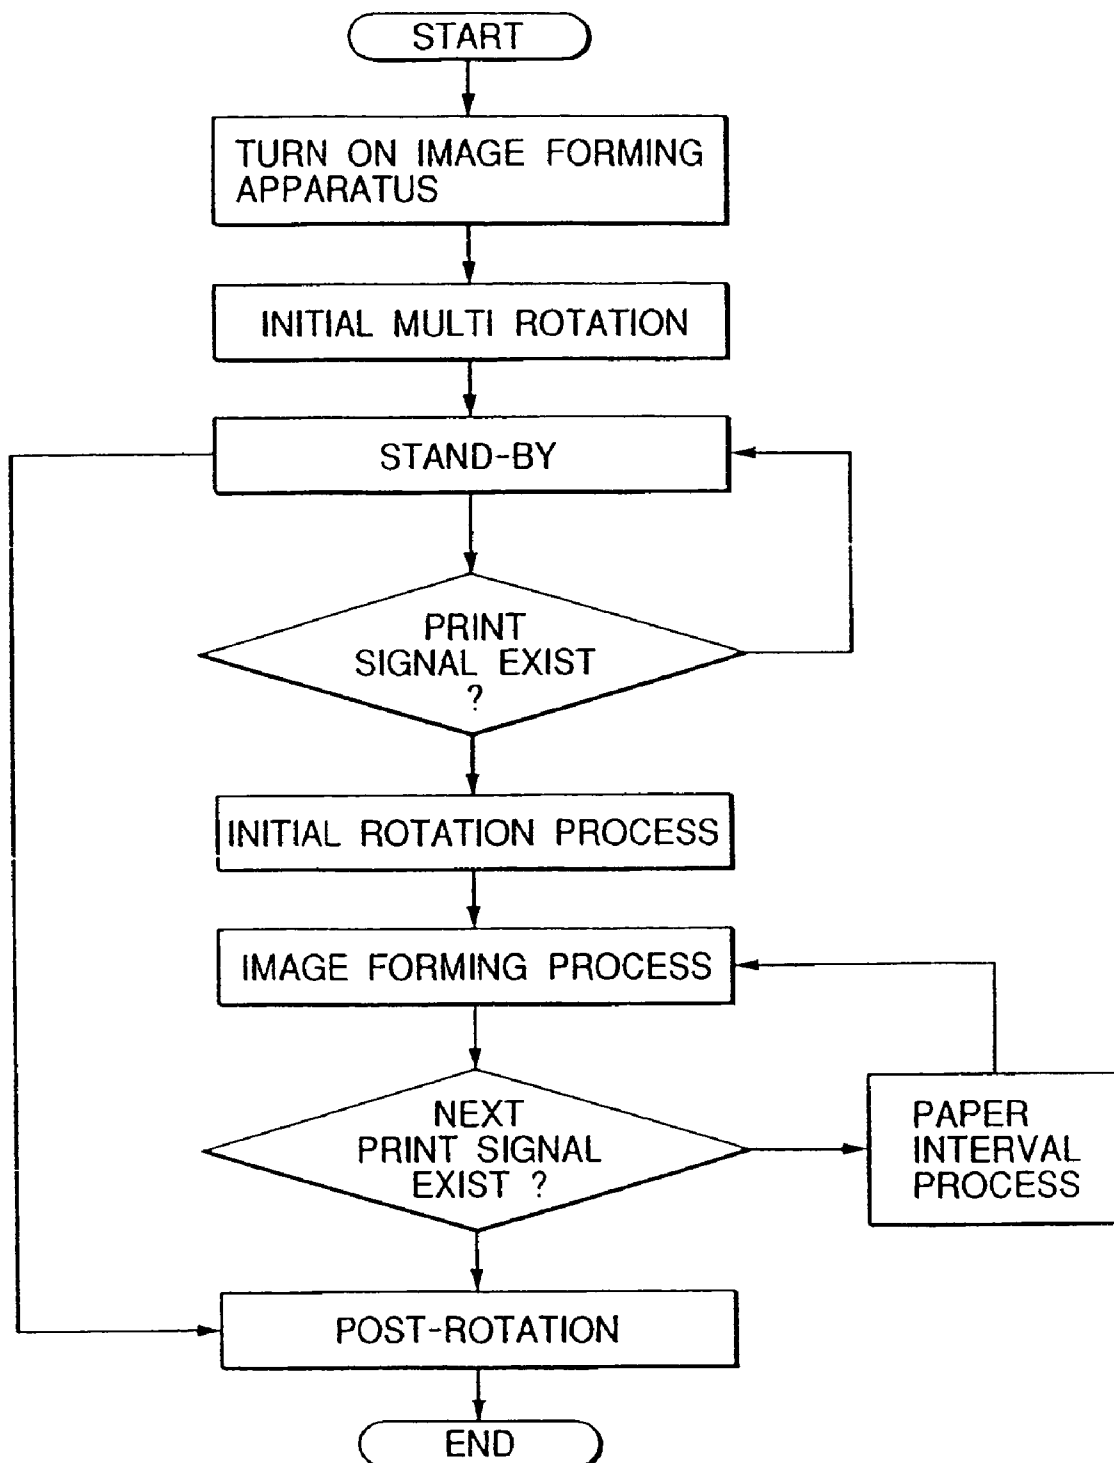 START
TURN ON IMAGE FORMING
APPARATUS
INITIAL MULTI ROTATION
STAND-BY
PRINT
SIGNAL EXIST
?
INITIAL ROTATION PROCESS
IMAGE FORMING PROCESS
NEXT
PRINT SIGNAL
EXIST ?
PAPER
INTERVAL
PROCESS
POST-ROTATION
END